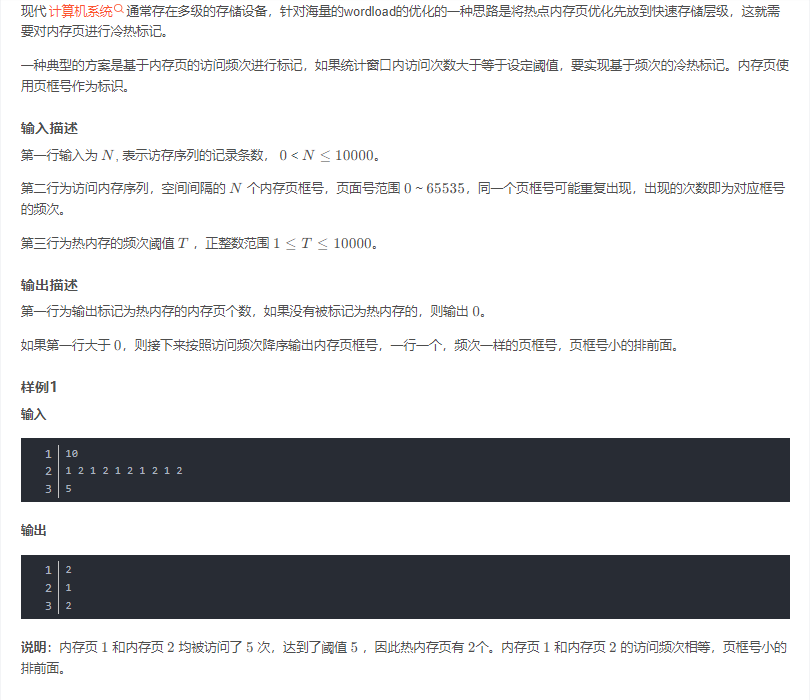 现代计算机系统通常存在多级的存储设备，针对海量的wordload的优化的一种思路是将热点内存页优化先放到快速存储层级，这就需
要对内存页进行冷热标记。
一种典型的方案是基于内存页的访问频次进行标记，如果统计窗口内访问次数大于等于设定阈值，要实现基于频次的冷热标记。内存页使
用页框号作为标识。
输入描述
第一行输入为 N , 表示访存序列的记录条数， 0 < N ≤ 10000。
第二行为访问内存序列，空间间隔的 N 个内存页框号，页面号范围 0 ~ 65535，同一个页框号可能重复出现，出现的次数即为对应框号
的频次。
第三行为热内存的频次阈值 T ，正整数范围 1 ≤ T ≤ 10000。
输出描述
第一行为输出标记为热内存的内存页个数，如果没有被标记为热内存的，则输出 0。
如果第一行大于 0，则接下来按照访问频次降序输出内存页框号，一行一个，频次一样的页框号，页框号小的排前面。
样例1
输入
1 10
2 1 2 1 2 1 2 1 2 1 2
3 5
输出
1 2
2 1
3 2
说明：内存页 1 和内存页 2 均被访问了 5 次，达到了阈值 5 ，因此热内存页有 2个。内存页 1 和内存页 2 的访问频次相等，页框号小的
排前面。